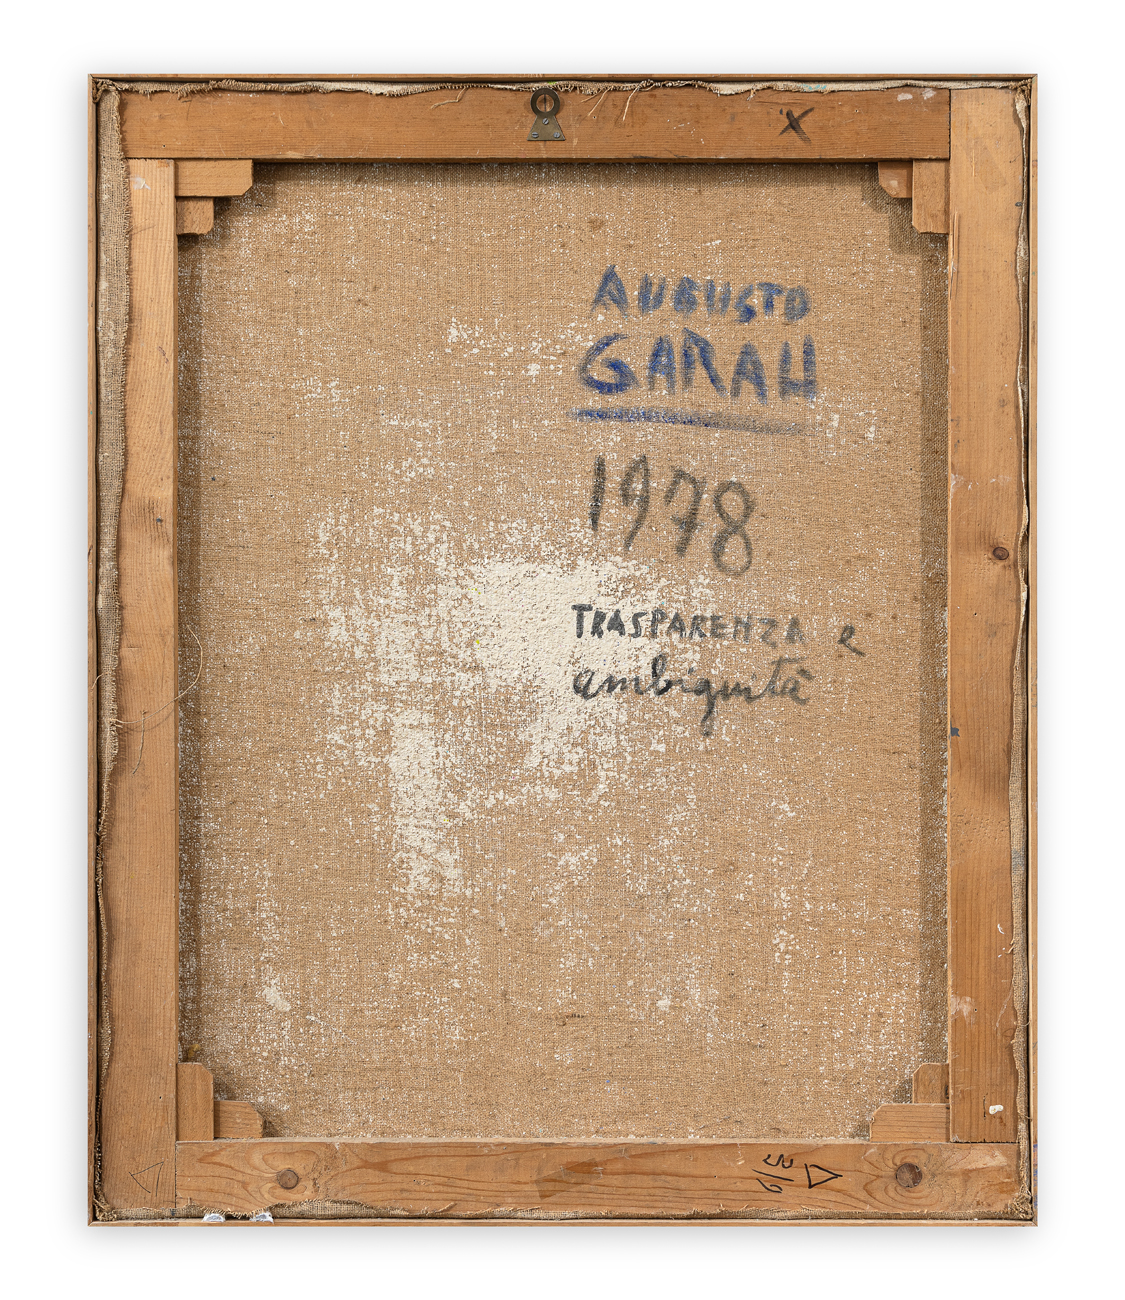 X
AUGUSTO
GARAU
1978
TRASPARENZA e
ambiguità